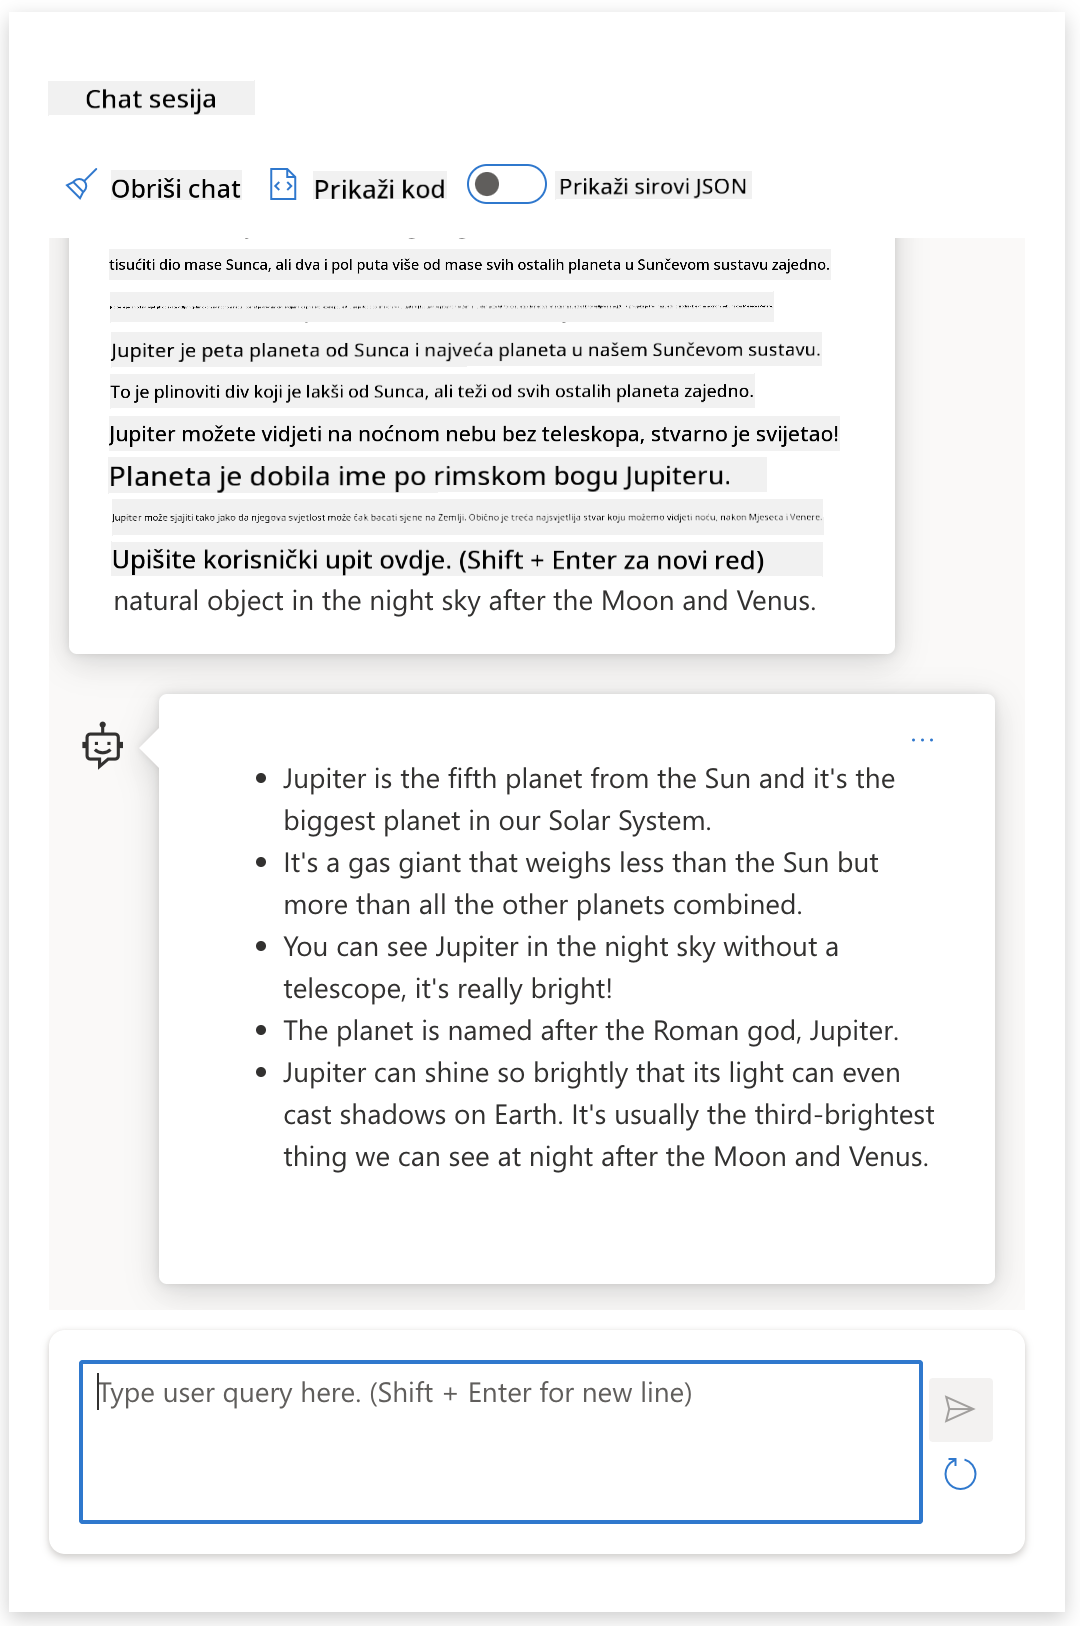 Chat sesija
Obriši chat
Prikaži kod
Prikaži sirovi JSON
tisućiti dio mase Sunca, ali dva i pol puta više od mase svih ostalih planeta u Sunčevom sustavu zajedno.
Jupiter je peta planeta od Sunca i najveća planeta u našem Sunčevom sustavu.
To je plinoviti div koji je lakši od Sunca, ali teži od svih ostalih planeta zajedno.
Jupiter možete vidjeti na noćnom nebu bez teleskopa, stvarno je svijetao!
Planeta je dobila ime po rimskom bogu Jupiteru.
Jupiter može sjajiti tako jako da njegova svjetlost može čak bacati sjene na Zemlji. Obično je treća najsvjetlija stvar koju možemo vidjeti noću, nakon Mjeseca i Venere.
Upišite korisnički upit ovdje. (Shift + Enter za novi red)
natural object in the night sky after the Moon and Venus.
...
• Jupiter is the fifth planet from the Sun and it's the
biggest planet in our Solar System.
• It's a gas giant that weighs less than the Sun but
more than all the other planets combined.
• You can see Jupiter in the night sky without a
telescope, it's really bright!
• The planet is named after the Roman god, Jupiter.
• Jupiter can shine so brightly that its light can even
cast shadows on Earth. It's usually the third-brightest
thing we can see at night after the Moon and Venus.
Type user query here. (Shift + Enter for new line)